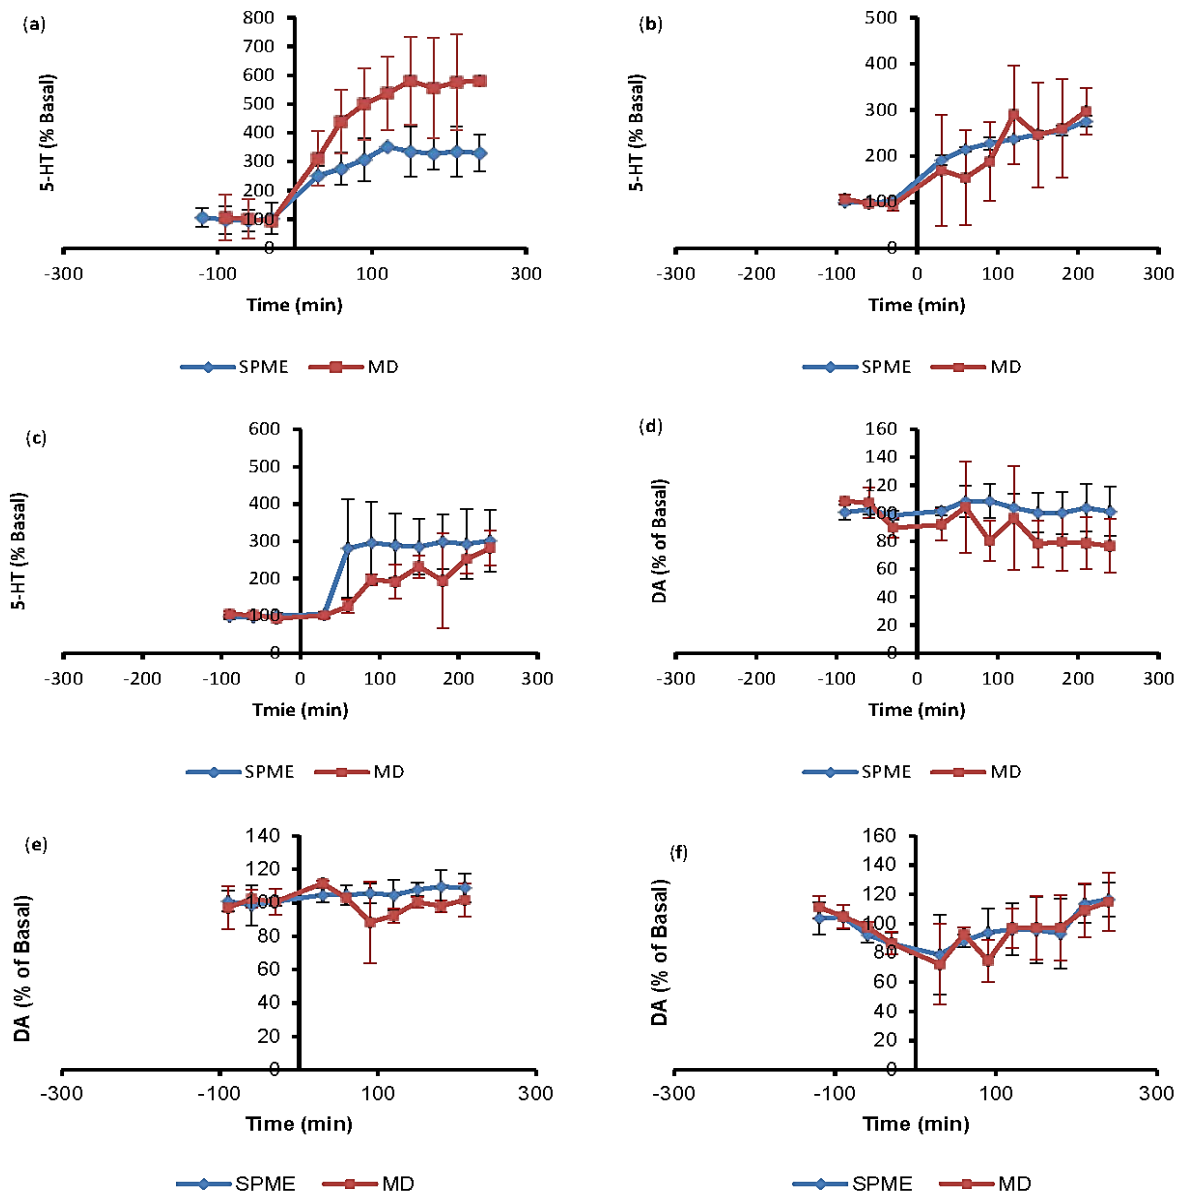 (a)
800
700
600
500
400
300
200
100
0
5-HT (% Basal)
-300 -100 100 300
Time (min)
SPME MD
(b)
500
400
300
200
100
0
5-HT (% Basal)
-300 -200 -100 0 100 200 300
Time (min)
SPME MD
(c)
600
500
400
300
200
100
0
5-HT (% Basal)
-300 -200 -100 0 100 200 300
Tmie (min)
SPME MD
(d)
160
140
120
100
80
60
40
20
0
DA (% of Basal)
-300 -200 -100 0 100 200 300
Time (min)
SPME MD
(e)
140
120
100
80
60
40
20
0
DA (% of Basal)
-300 -100 100 300
Time (min)
SPME MD
(f)
160
140
120
100
80
60
40
20
0
DA (% of Basal)
-300 -100 100 300
Time (min)
SPME MD